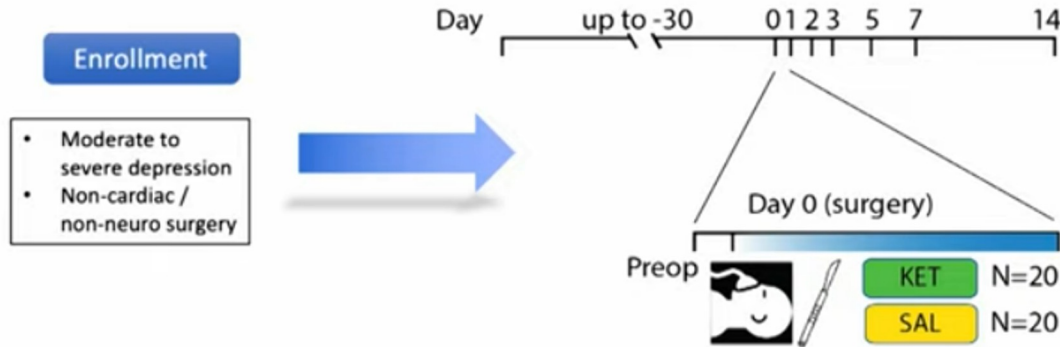 Day up to -30 0 1 2 3 5 7 14
Enrollment
• Moderate to
severe depression
• Non-cardiac /
non-neuro surgery
Day 0 (surgery)
Preop
KET N=20
SAL N=20